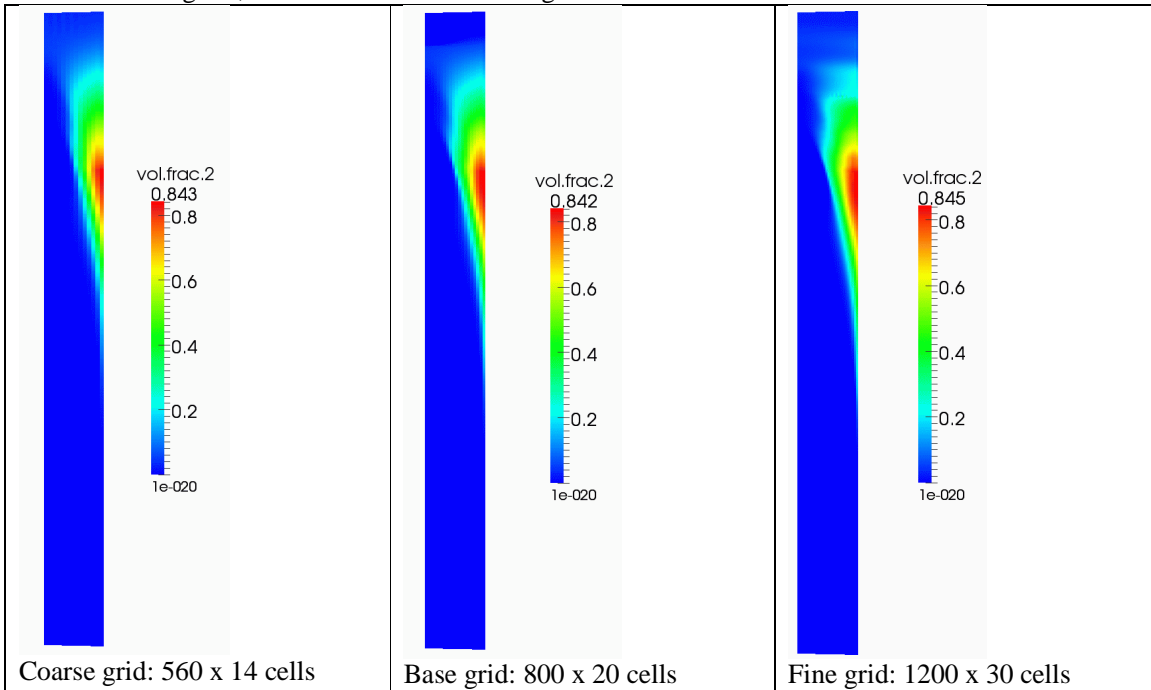 vol.frac.2
0.843
0.8
0.6
0.4
0.2
1e-020
Coarse grid: 560 x 14 cells
vol.frac.2
0.842
0.8
0.6
0.4
0.2
1e-020
Base grid: 800 x 20 cells
vol.frac.2
0.845
0.8
0.6
0.4
0.2
1e-020
Fine grid: 1200 x 30 cells